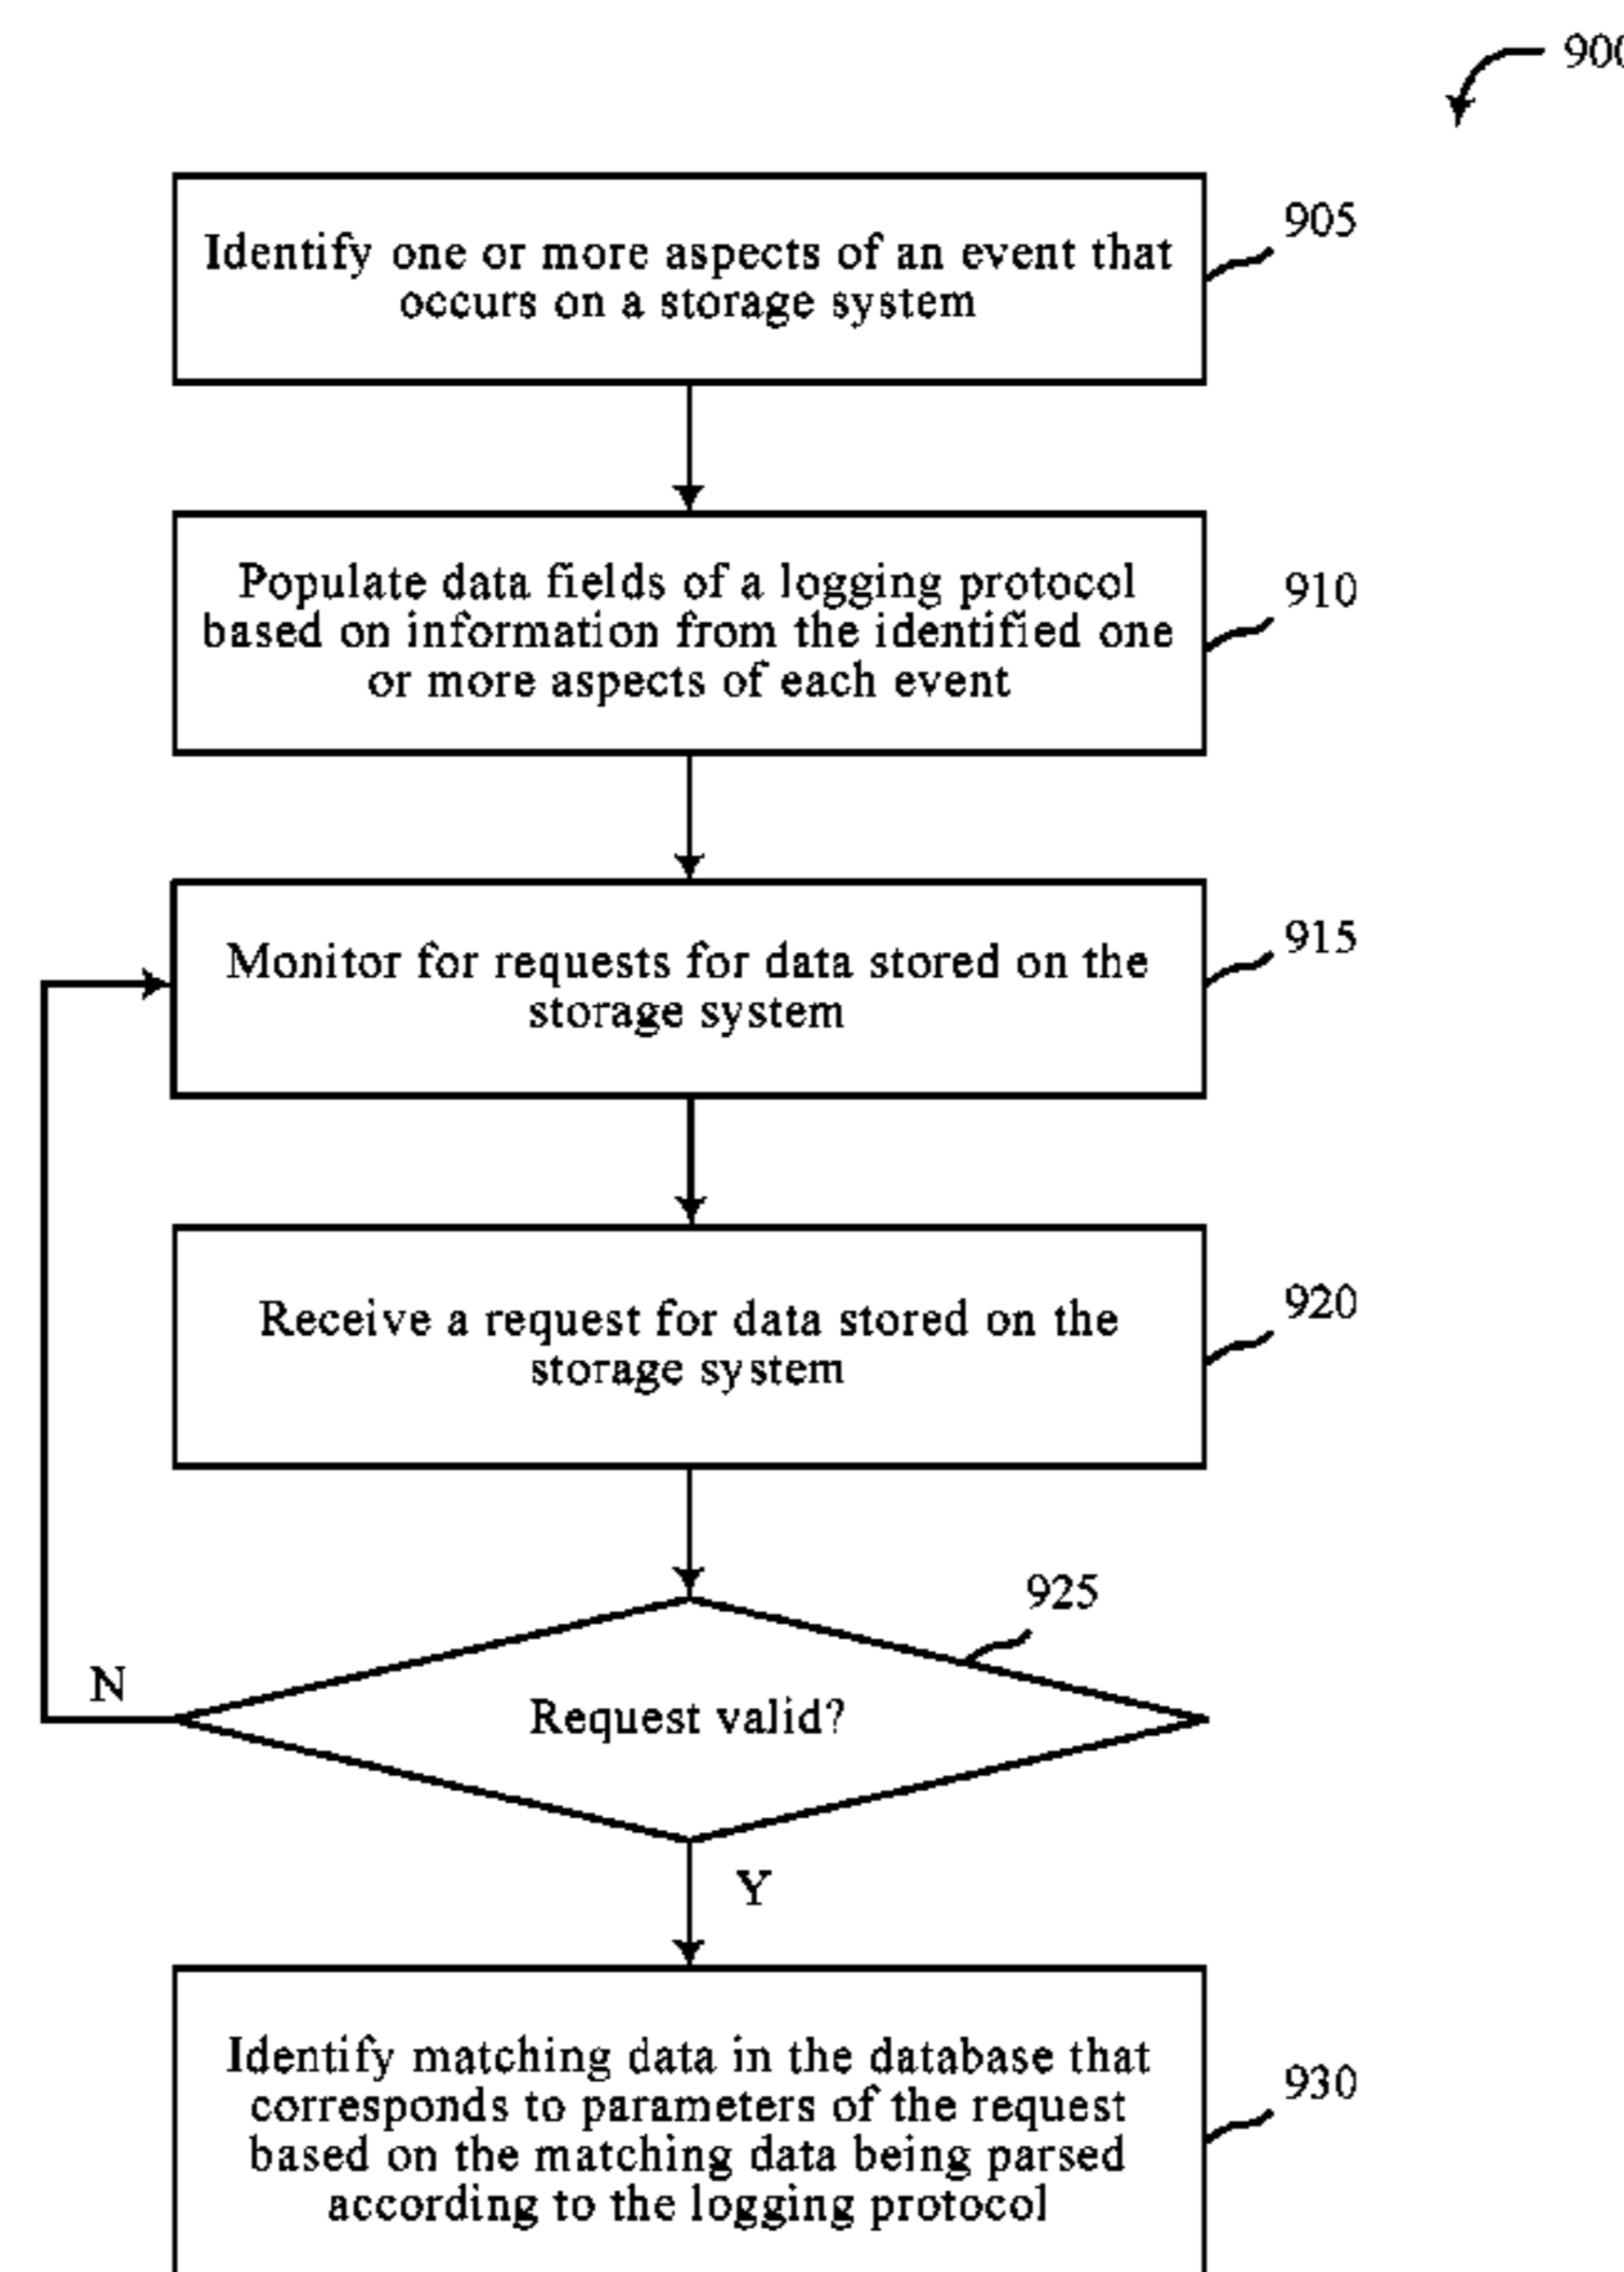 900
Identify one or more aspects of an event that
occurs on a storage system
905
Populate data fields of a logging protocol
based on information from the identified one
or more aspects of each event
910
Monitor for requests for data stored on the
storage system
915
Receive a request for data stored on the
storage system
920
925
Request valid?
N
Y
Identify matching data in the database that
corresponds to parameters of the request
based on the matching data being parsed
according to the logging protocol
930